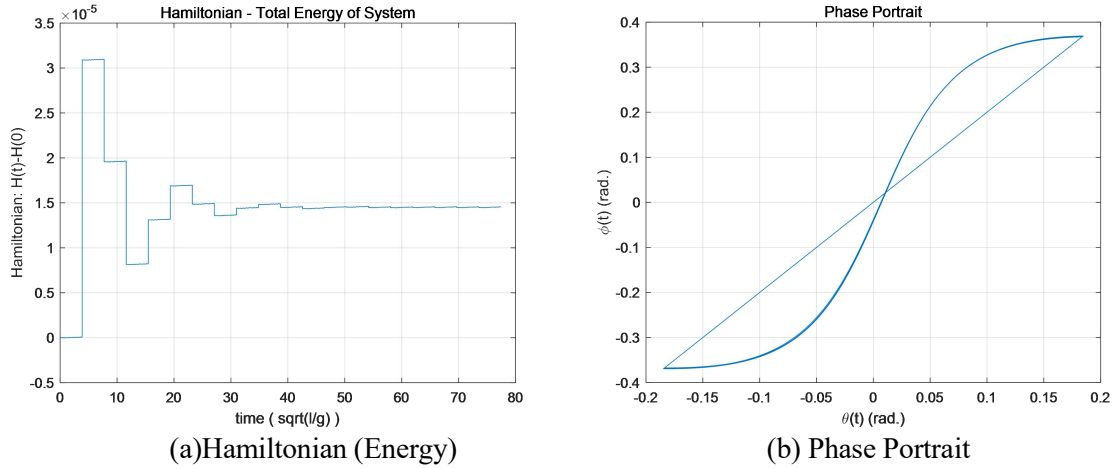 Hamiltonian - Total Energy of System
×10^-5
3.5
3
2.5
2
1.5
1
0.5
0
-0.5
Hamiltonian: H(t)-H(0)
0 10 20 30 40 50 60 70 80
time ( sqrt(l/g) )
(a)Hamiltonian (Energy)
Phase Portrait
0.4
0.3
0.2
0.1
0
-0.1
-0.2
-0.3
-0.4
ϕ(t) (rad.)
-0.2 -0.15 -0.1 -0.05 0 0.05 0.1 0.15 0.2
θ(t) (rad.)
(b) Phase Portrait